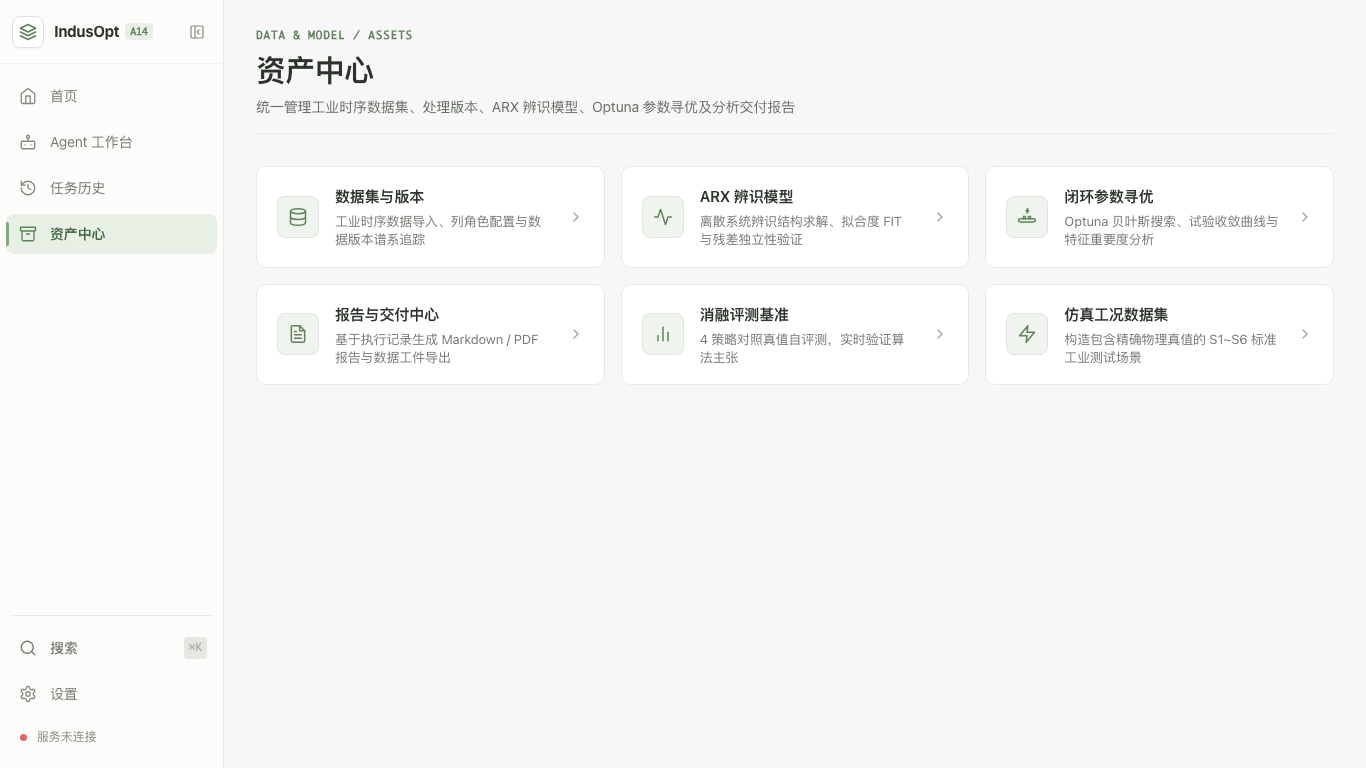 IndusOpt A14
首页
Agent 工作台
任务历史
资产中心
搜索 ⌘K
设置
服务未连接
DATA & MODEL / ASSETS
资产中心
统一管理工业时序数据集、处理版本、ARX 辨识模型、Optuna 参数寻优及分析交付报告
数据集与版本
工业时序数据导入、列角色配置与数
据版本谱系追踪
ARX 辨识模型
离散系统辨识结构求解、拟合度 FIT
与残差独立性验证
闭环参数寻优
Optuna 贝叶斯搜索、试验收敛曲线与
特征重要度分析
报告与交付中心
基于执行记录生成 Markdown / PDF
报告与数据工件导出
消融评测基准
4 策略对照真值自评测，实时验证算
法主张
仿真工况数据集
构造包含精确物理真值的 S1~S6 标准
工业测试场景